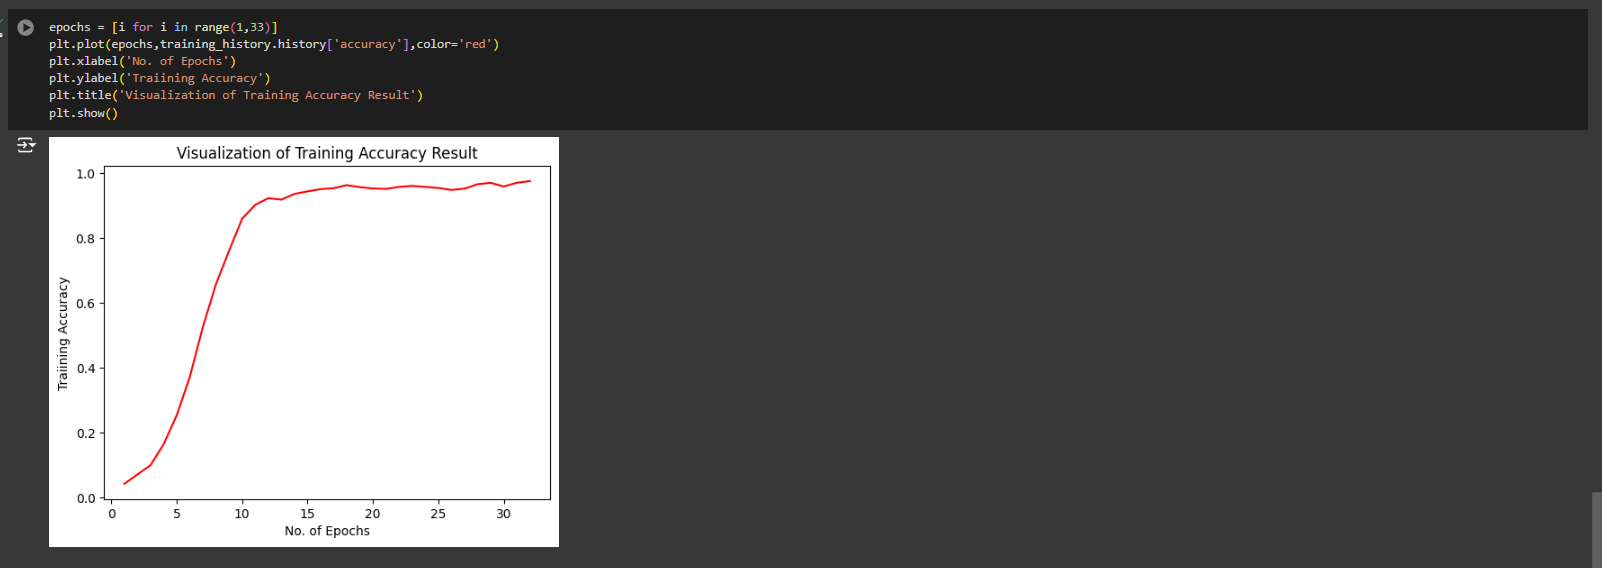 epochs = [i for i in range(1,33)]
plt.plot(epochs,training_history.history['accuracy'],color='red')
plt.xlabel('No. of Epochs')
plt.ylabel('Traiining Accuracy')
plt.title('Visualization of Training Accuracy Result')
plt.show()
Visualization of Training Accuracy Result
1.0
0.8
0.6
0.4
0.2
0.0
Traiining Accuracy
0 5 10 15 20 25 30
No. of Epochs